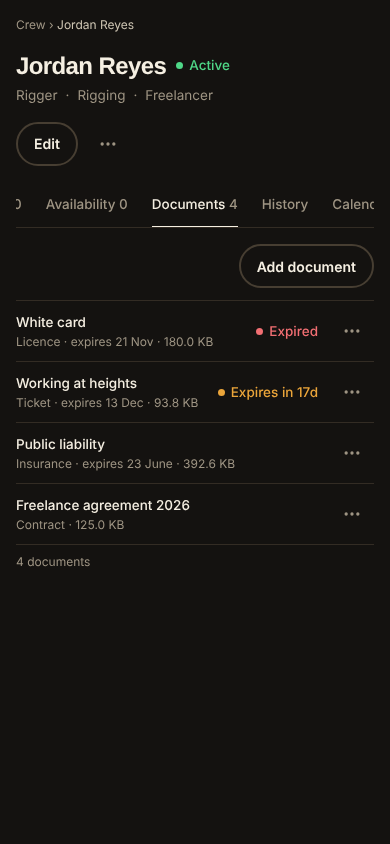 Crew › Jordan Reyes
Jordan Reyes Active
Rigger · Rigging · Freelancer
Edit
0 Availability 0 Documents 4 History Calenc
Add document
White card
Licence · expires 21 Nov · 180.0 KB
Expired
Working at heights
Ticket · expires 13 Dec · 93.8 KB
Expires in 17d
Public liability
Insurance · expires 23 June · 392.6 KB
Freelance agreement 2026
Contract · 125.0 KB
4 documents